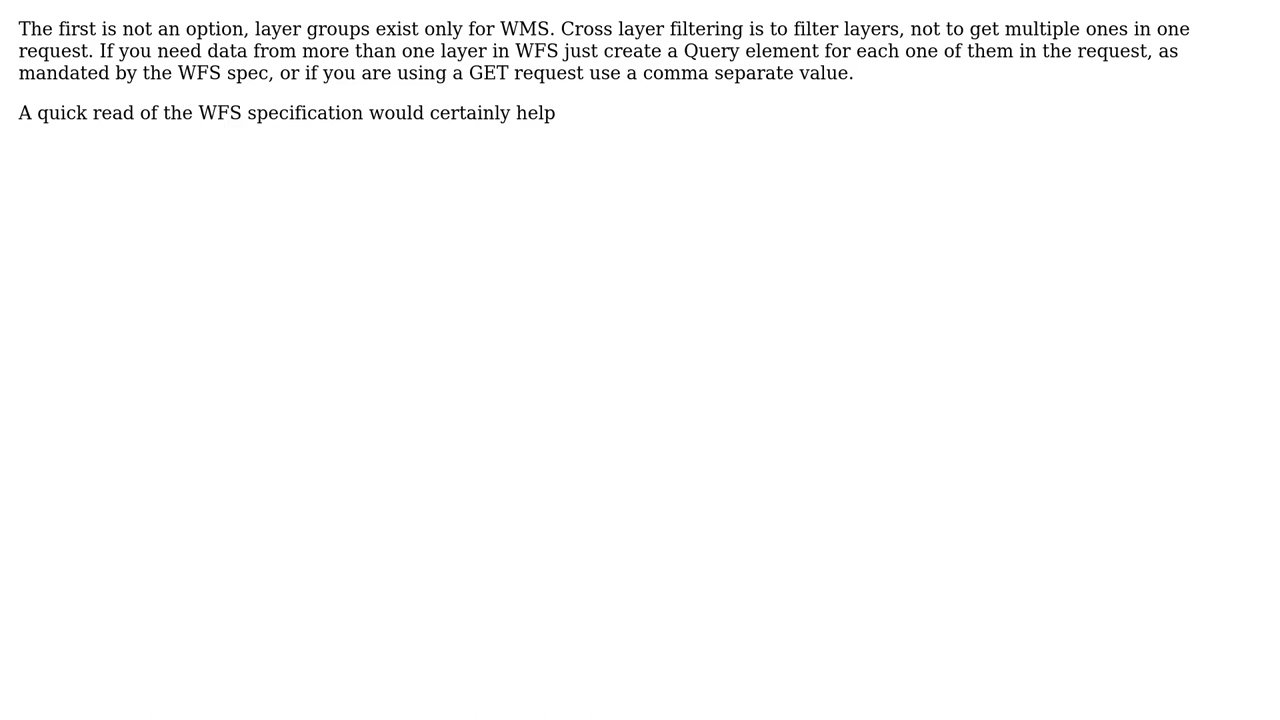 The first is not an option, layer groups exist only for WMS. Cross layer filtering is to filter layers, not to get multiple ones in one
request. If you need data from more than one layer in WFS just create a Query element for each one of them in the request, as
mandated by the WFS spec, or if you are using a GET request use a comma separate value.
A quick read of the WFS specification would certainly help